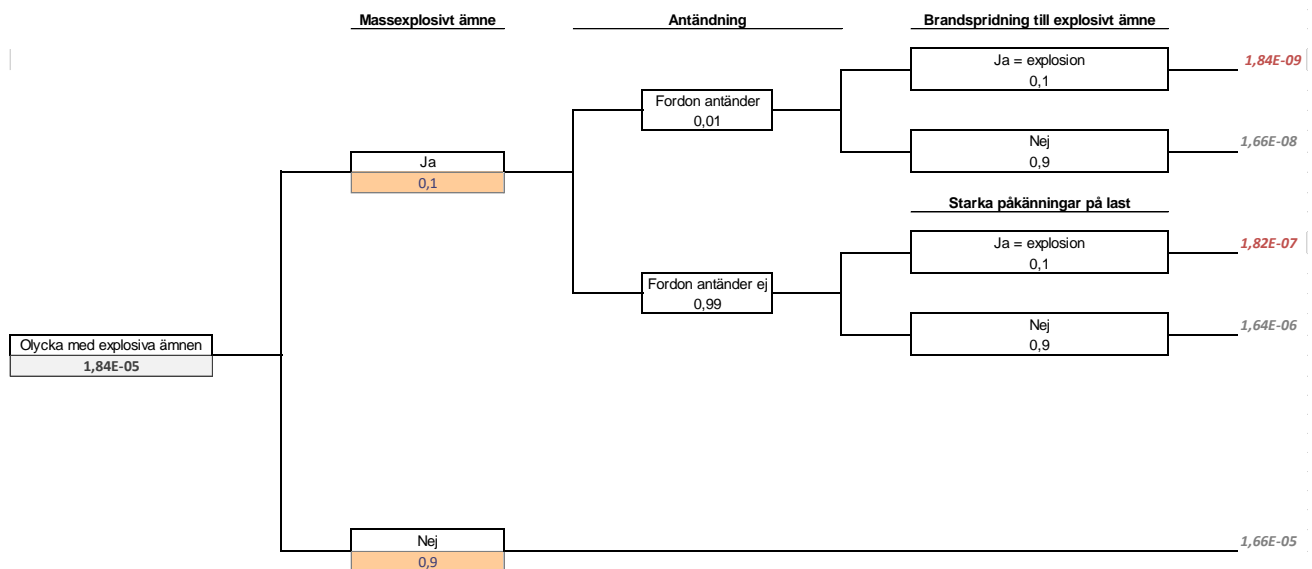 Massexplosivt ämne
Antändning
Brandspridning till explosivt ämne
Ja = explosion
0,1
1,84E-09
Fordon antänder
0,01
Nej
0,9
1,66E-08
Ja
0,1
Starka påkänningar på last
Ja = explosion
0,1
1,82E-07
Fordon antänder ej
0,99
Nej
0,9
1,64E-06
Olycka med explosiva ämnen
1,84E-05
Nej
0,9
1,66E-05